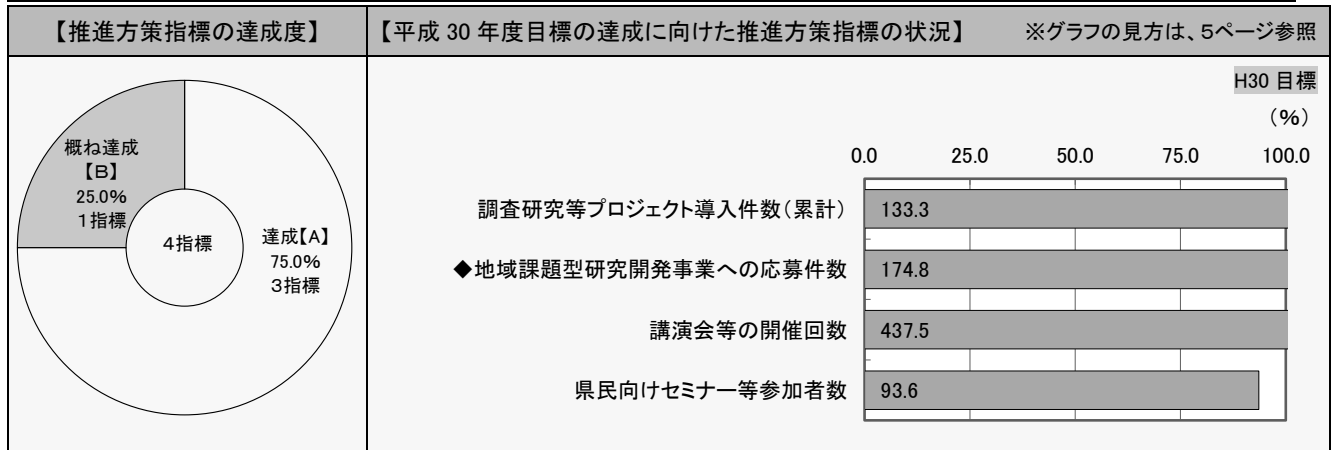 【推進方策指標の達成度】
【平成 30 年度目標の達成に向けた推進方策指標の状況】 ※グラフの見方は、5ページ参照
概ね達成
【B】
25.0%
1指標
4指標
達成【A】
75.0%
3指標
H30 目標
(%)
0.0 25.0 50.0 75.0 100.0
調査研究等プロジェクト導入件数(累計) 133.3
◆地域課題型研究開発事業への応募件数 174.8
講演会等の開催回数 437.5
県民向けセミナー等参加者数 93.6